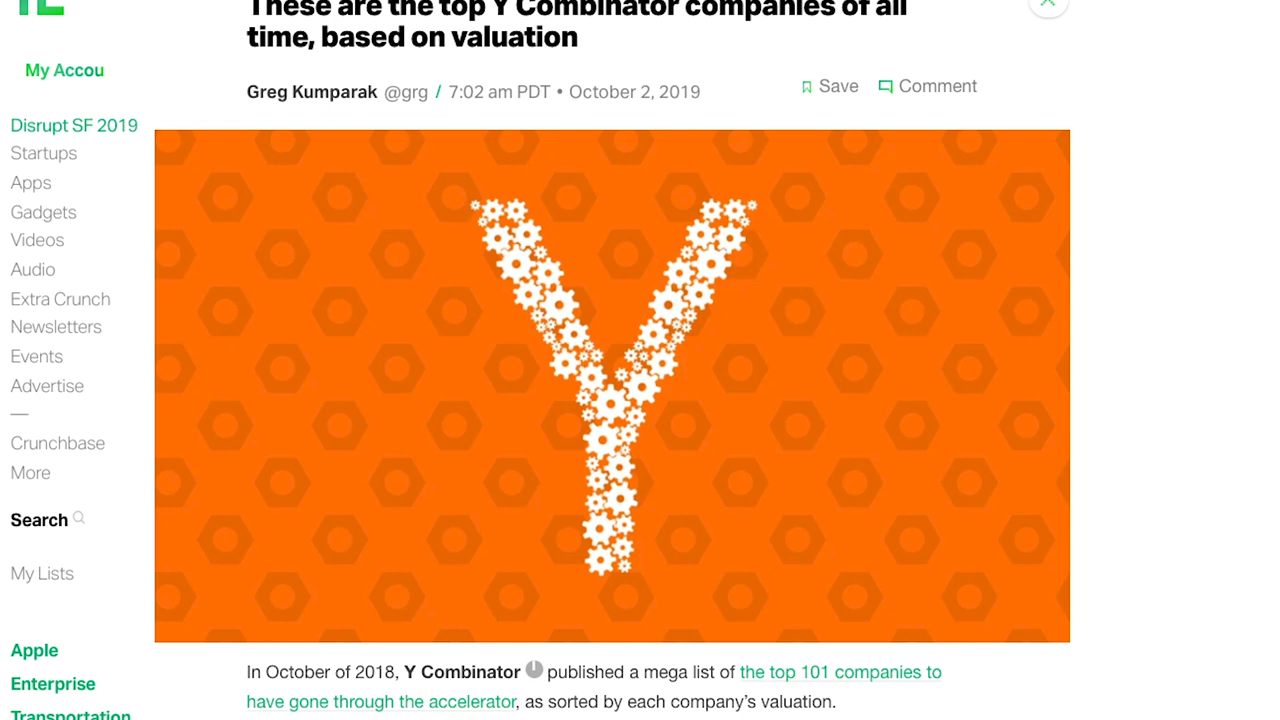 These are the top Y Combinator companies of all
time, based on valuation
My Accou
Greg Kumparak @grg / 7:02 am PDT • October 2, 2019
Save
Comment
Disrupt SF 2019
Startups
Apps
Gadgets
Videos
Audio
Extra Crunch
Newsletters
Events
Advertise
—
Crunchbase
More
Search
My Lists
Apple
Enterprise
Transportation
Y
In October of 2018, Y Combinator published a mega list of the top 101 companies to
have gone through the accelerator, as sorted by each company’s valuation.